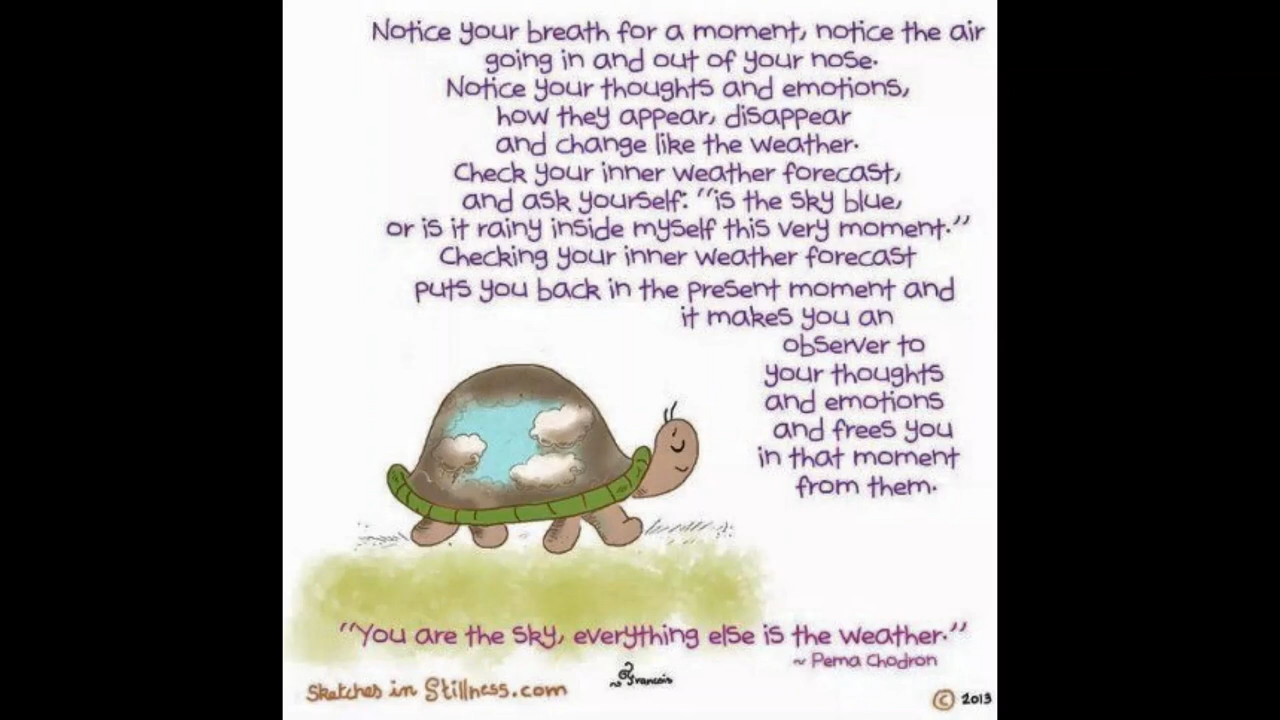 Notice your breath for a moment, notice the air
going in and out of your nose.
Notice your thoughts and emotions,
how they appear, disappear
and change like the weather.
Check your inner weather forecast,
and ask yourself: "is the sky blue,
or is it rainy inside myself this very moment."
Checking your inner weather forecast
puts you back in the present moment and
it makes you an
observer to
your thoughts
and emotions
and frees you
in that moment
from them.
"You are the sky, everything else is the weather."
~ Pema Chodron
Francois
Sketches in Stillness.com
© 2013